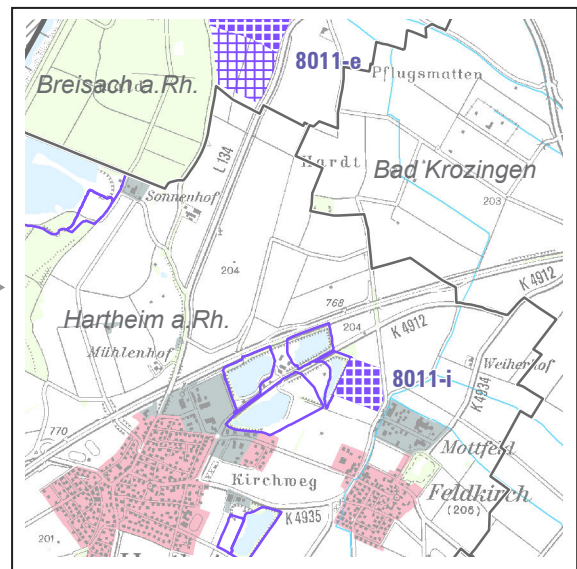 8011-e
Pflugsmatten
Breisach a.Rh.
L 134
Hardt
Bad Krozingen
Sonnenhof
203
204
K 4912
768
Hartheim a.Rh.
204
K 4912
Mühlenhof
Weiherhof
8011-i
K 4934
770
Mottfeld
Kirchweg
Feldkirch
(206)
K 4935
201